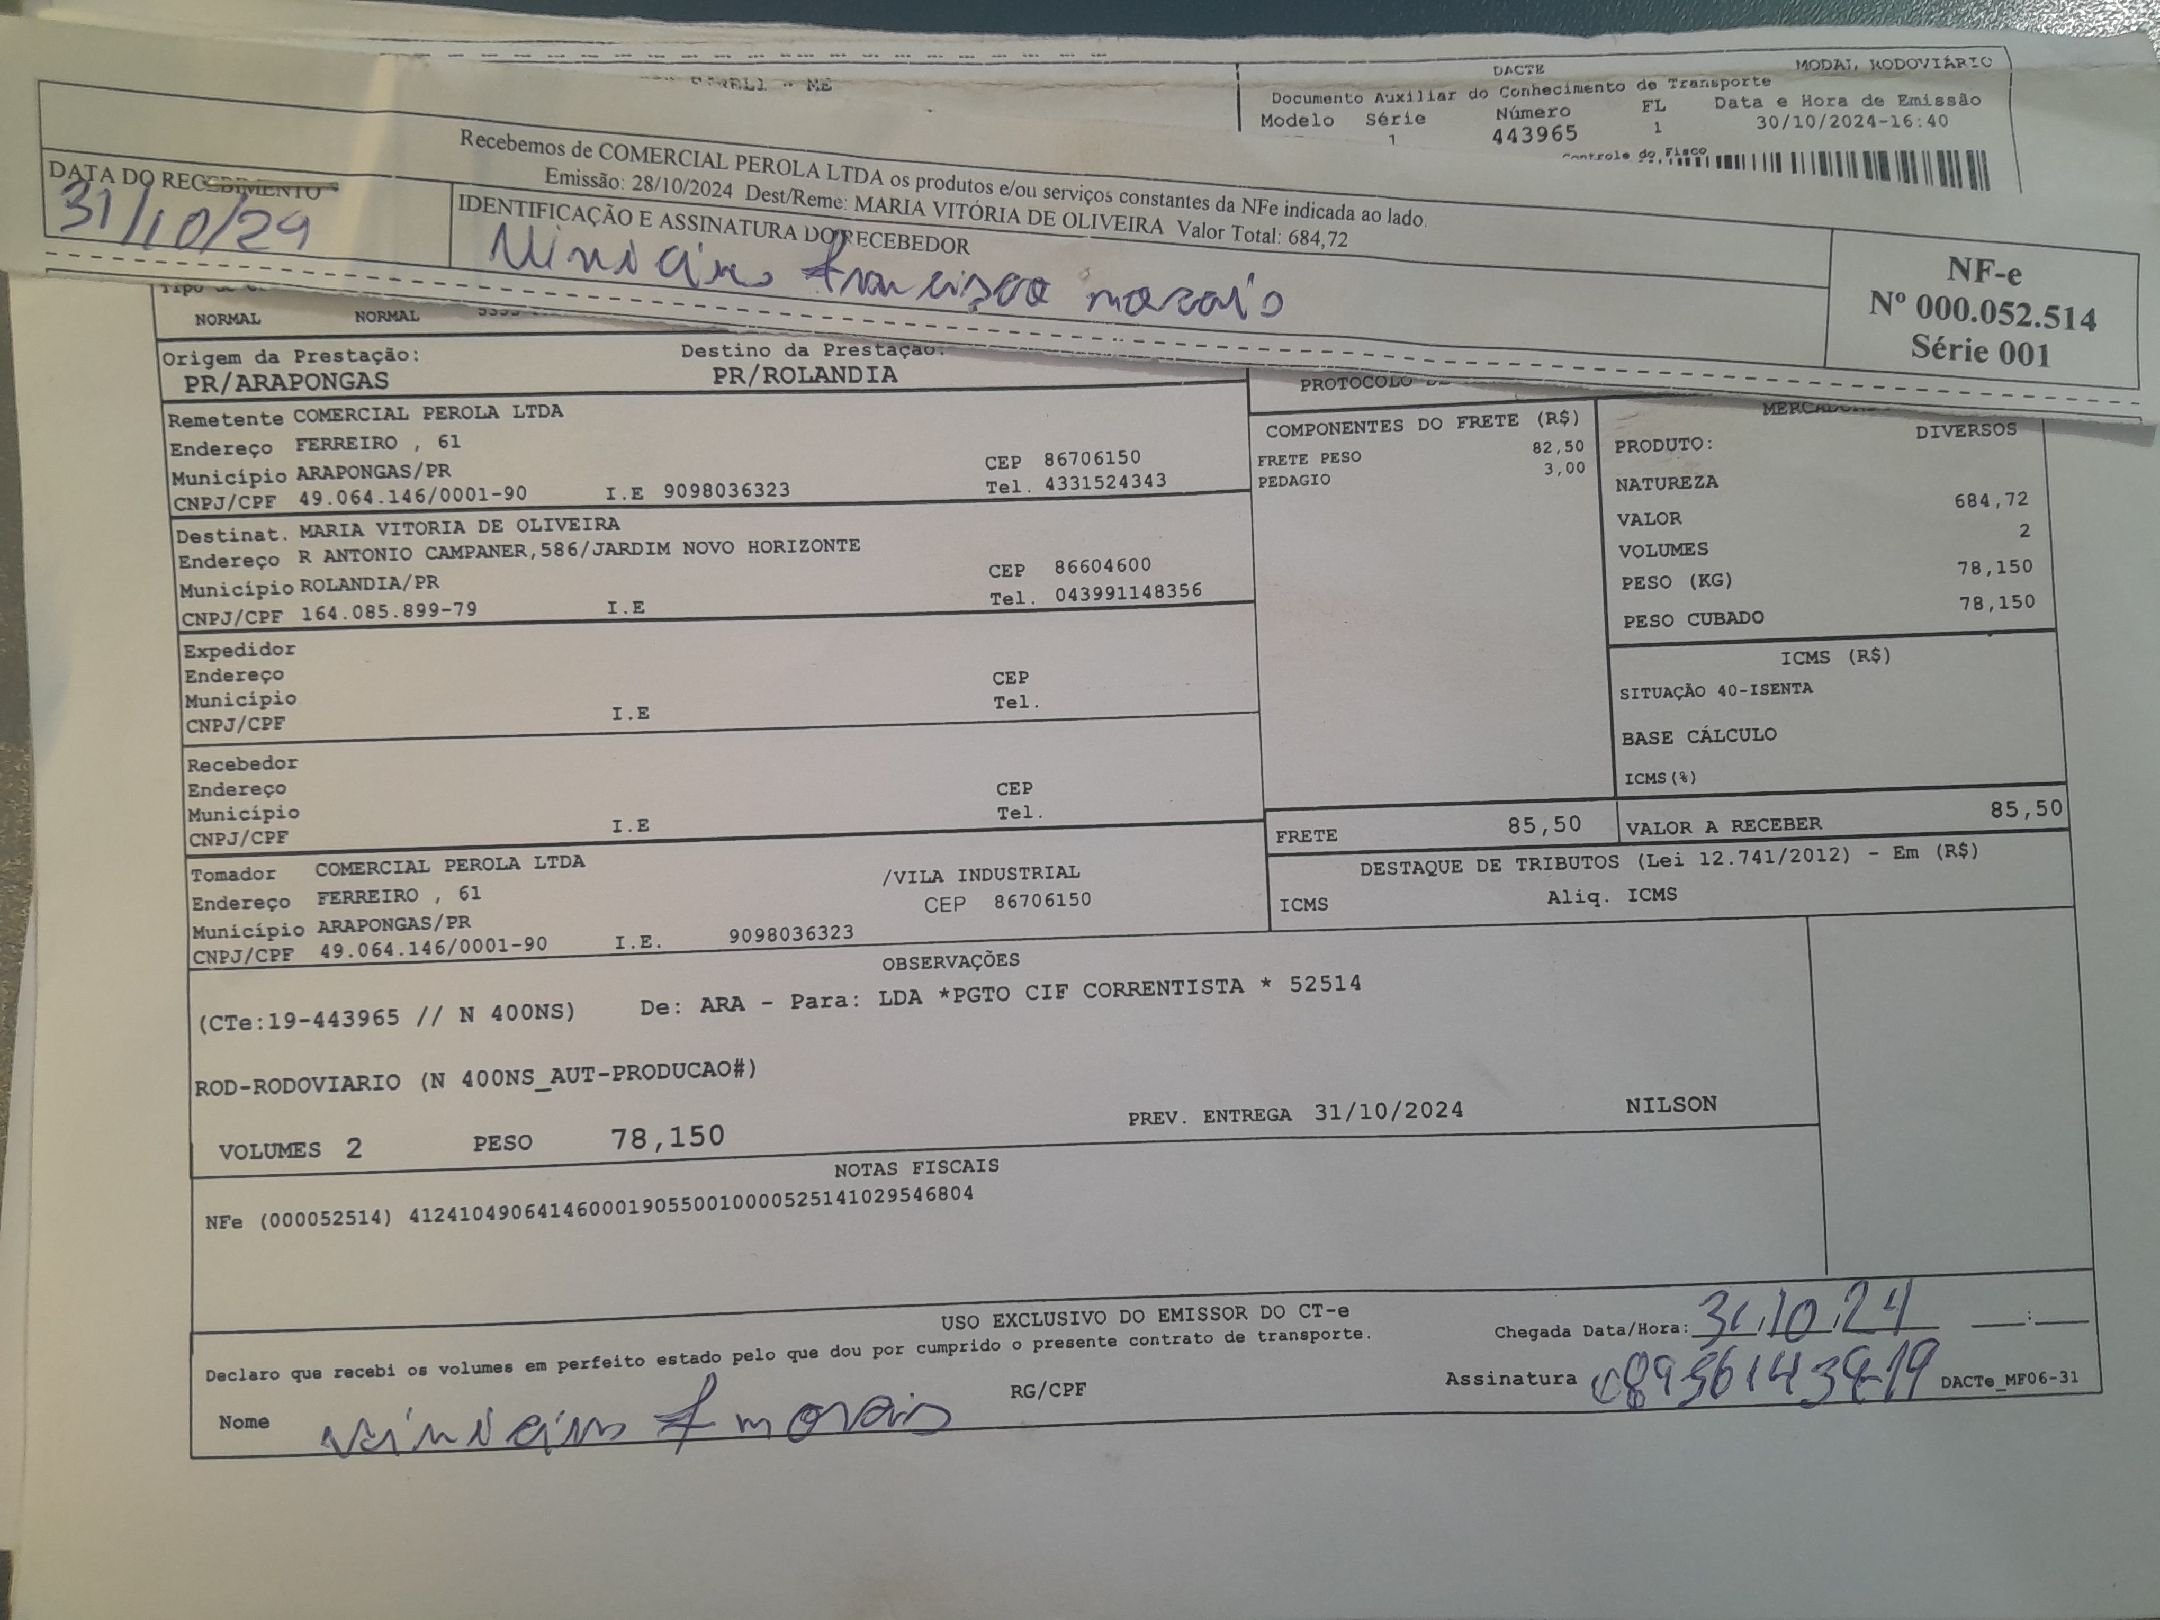 DACTE
MODAL RODOVIÁRIO
Documento Auxiliar do Conhecimento de Transporte
Modelo Série Número FL Data e Hora de Emissão
1 443965 1 30/10/2024-16:40
Controle do Fisco
Recebemos de COMERCIAL PEROLA LTDA os produtos e/ou serviços constantes da NFe indicada ao lado.
Emissão: 28/10/2024 Dest/Reme: MARIA VITÓRIA DE OLIVEIRA Valor Total: 684,72
DATA DO RECEBIMENTO
31/10/24
IDENTIFICAÇÃO E ASSINATURA DO RECEBEDOR
francisco morais
NF-e
Nº 000.052.514
Série 001
NORMAL NORMAL
Origem da Prestação: Destino da Prestação:
PR/ARAPONGAS PR/ROLANDIA
Remetente COMERCIAL PEROLA LTDA
Endereço FERREIRO , 61
Município ARAPONGAS/PR CEP 86706150
CNPJ/CPF 49.064.146/0001-90 I.E 9098036323 Tel. 4331524343
Destinat. MARIA VITORIA DE OLIVEIRA
Endereço R ANTONIO CAMPANER,586/JARDIM NOVO HORIZONTE
Município ROLANDIA/PR CEP 86604600
CNPJ/CPF 164.085.899-79 I.E Tel. 043991148356
Expedidor
Endereço
Município CEP
CNPJ/CPF I.E Tel.
Recebedor
Endereço
Município CEP
CNPJ/CPF I.E Tel.
Tomador COMERCIAL PEROLA LTDA
Endereço FERREIRO , 61 /VILA INDUSTRIAL
Município ARAPONGAS/PR CEP 86706150
CNPJ/CPF 49.064.146/0001-90 I.E. 9098036323
PROTOCOLO
COMPONENTES DO FRETE (R$)
FRETE PESO 82,50
PEDAGIO 3,00
PRODUTO: DIVERSOS
NATUREZA
VALOR 684,72
VOLUMES 2
PESO (KG) 78,150
PESO CUBADO 78,150
ICMS (R$)
SITUAÇÃO 40-ISENTA
BASE CÁLCULO
ICMS(%)
FRETE 85,50 VALOR A RECEBER 85,50
DESTAQUE DE TRIBUTOS (Lei 12.741/2012) - Em (R$)
ICMS Aliq. ICMS
OBSERVAÇÕES
(CTe:19-443965 // N 400NS) De: ARA - Para: LDA *PGTO CIF CORRENTISTA * 52514
ROD-RODOVIARIO (N 400NS_AUT-PRODUCAO#)
VOLUMES 2 PESO 78,150 PREV. ENTREGA 31/10/2024 NILSON
NOTAS FISCAIS
NFe (000052514) 41241049064146000190550010000525141029546804
USO EXCLUSIVO DO EMISSOR DO CT-e
Declaro que recebi os volumes em perfeito estado pelo que dou por cumprido o presente contrato de transporte.
Chegada Data/Hora: 31.10.24 __:__
Nome f morais RG/CPF Assinatura DACTe_MF06-31